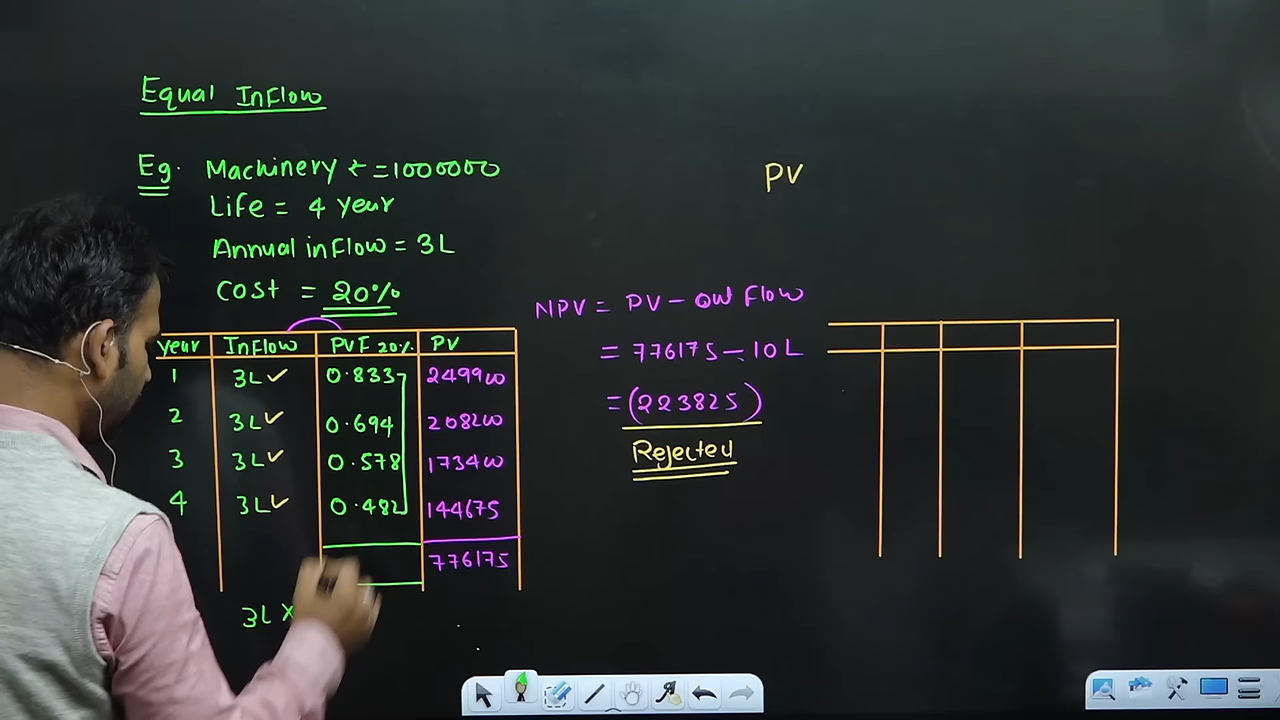 Equal Inflow
Eg. Machinery ₹ = 1000000
Life = 4 year
Annual inflow = 3L
Cost = 20%
year Inflow PVF 20% PV
1 3L ✓ 0.833 249900
2 3L ✓ 0.694 208200
3 3L ✓ 0.578 173400
4 3L ✓ 0.482 144675
776175
3L ×
NPV = PV - out flow
= 776175 - 10L
= (223825)
Rejected
PV